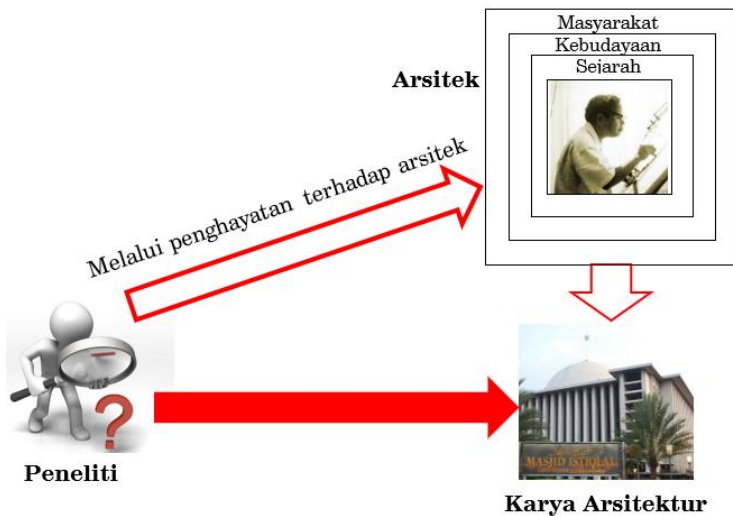 Masyarakat
Kebudayaan
Sejarah
Arsitek
Melalui penghayatan terhadap arsitek
?
Peneliti
MASJID ISTIQLAL
Karya Arsitektur